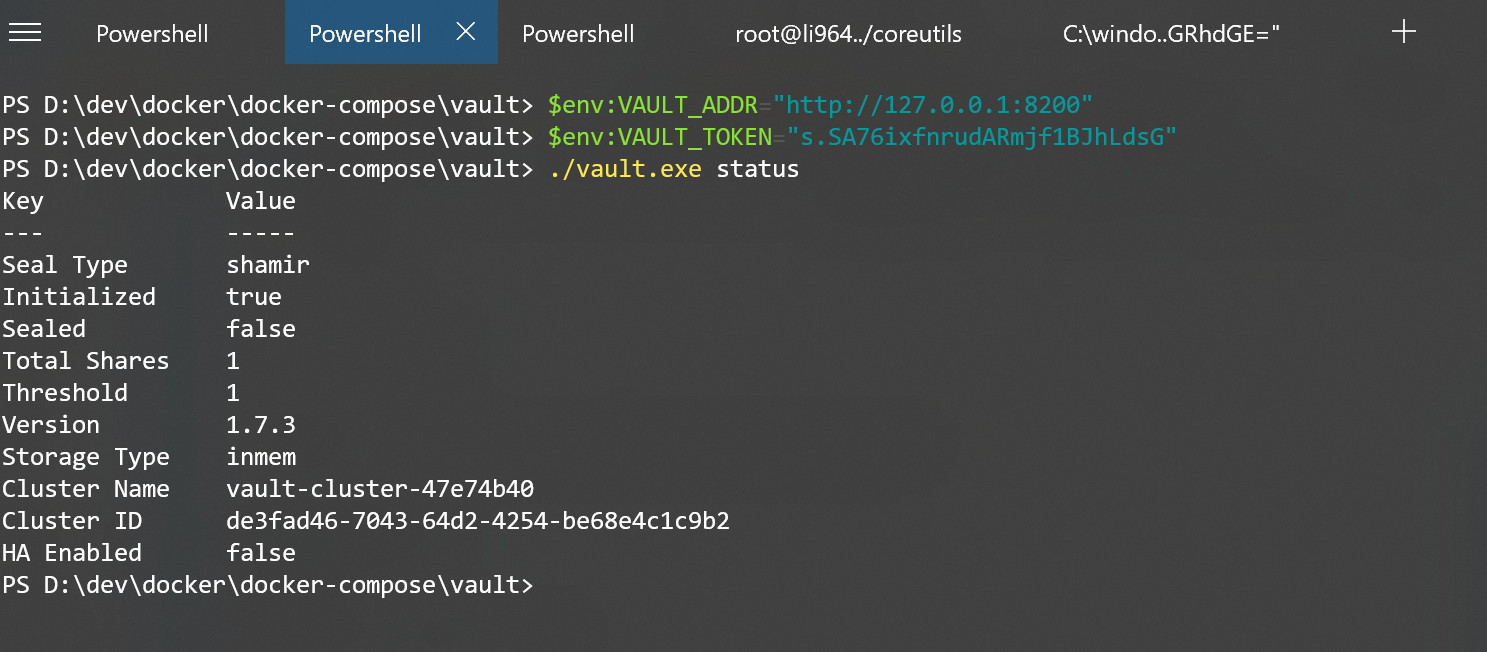 Powershell Powershell Powershell root@li964../coreutils C:\windo..GRhdGE="
PS D:\dev\docker\docker-compose\vault> $env:VAULT_ADDR="http://127.0.0.1:8200"
PS D:\dev\docker\docker-compose\vault> $env:VAULT_TOKEN="s.SA76ixfnrudARmjf1BJhLdsG"
PS D:\dev\docker\docker-compose\vault> ./vault.exe status
Key Value
--- -----
Seal Type shamir
Initialized true
Sealed false
Total Shares 1
Threshold 1
Version 1.7.3
Storage Type inmem
Cluster Name vault-cluster-47e74b40
Cluster ID de3fad46-7043-64d2-4254-be68e4c1c9b2
HA Enabled false
PS D:\dev\docker\docker-compose\vault>